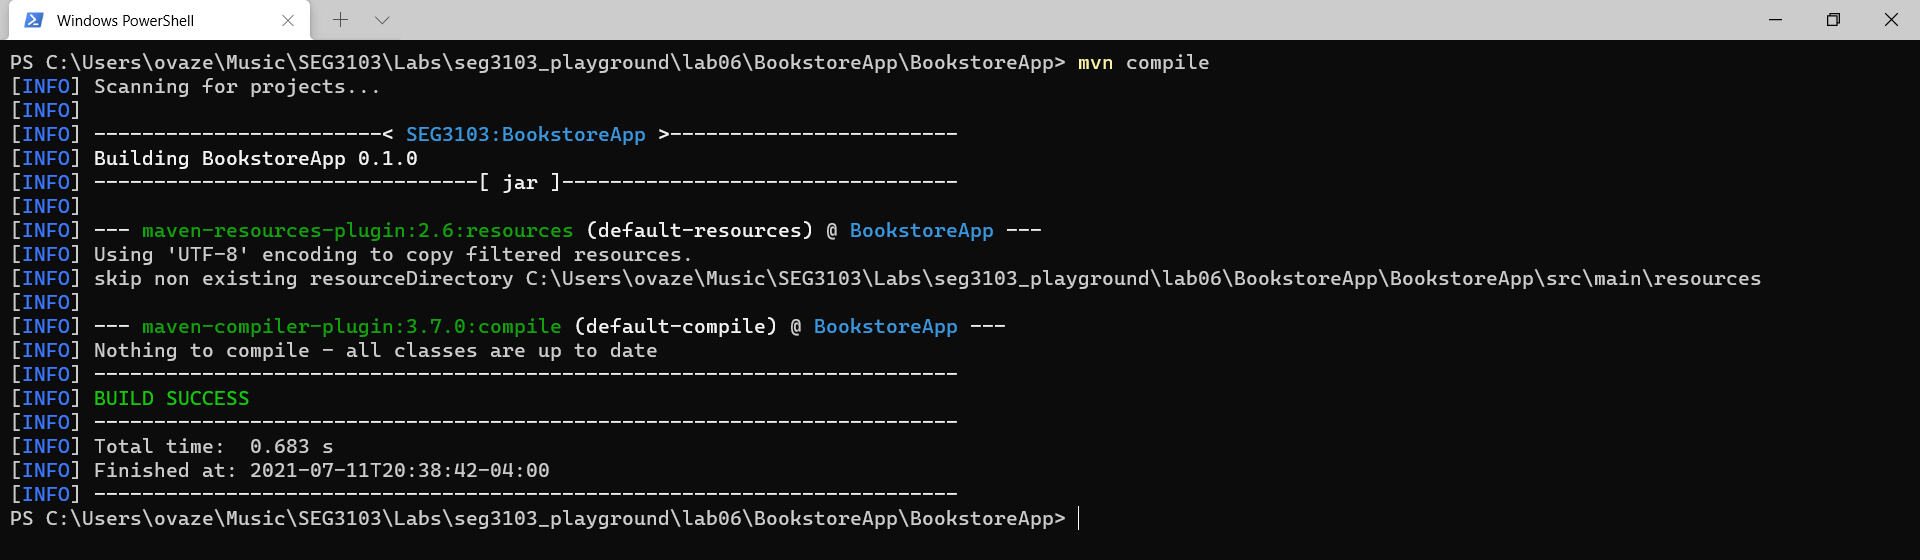 Windows PowerShell
PS C:\Users\ovaze\Music\SEG3103\Labs\seg3103_playground\lab06\BookstoreApp\BookstoreApp> mvn compile
[INFO] Scanning for projects...
[INFO]
[INFO] ------------------------< SEG3103:BookstoreApp >------------------------
[INFO] Building BookstoreApp 0.1.0
[INFO] --------------------------------[ jar ]---------------------------------
[INFO]
[INFO] --- maven-resources-plugin:2.6:resources (default-resources) @ BookstoreApp ---
[INFO] Using 'UTF-8' encoding to copy filtered resources.
[INFO] skip non existing resourceDirectory C:\Users\ovaze\Music\SEG3103\Labs\seg3103_playground\lab06\BookstoreApp\BookstoreApp\src\main\resources
[INFO]
[INFO] --- maven-compiler-plugin:3.7.0:compile (default-compile) @ BookstoreApp ---
[INFO] Nothing to compile - all classes are up to date
[INFO] ------------------------------------------------------------------------
[INFO] BUILD SUCCESS
[INFO] ------------------------------------------------------------------------
[INFO] Total time:  0.683 s
[INFO] Finished at: 2021-07-11T20:38:42-04:00
[INFO] ------------------------------------------------------------------------
PS C:\Users\ovaze\Music\SEG3103\Labs\seg3103_playground\lab06\BookstoreApp\BookstoreApp>